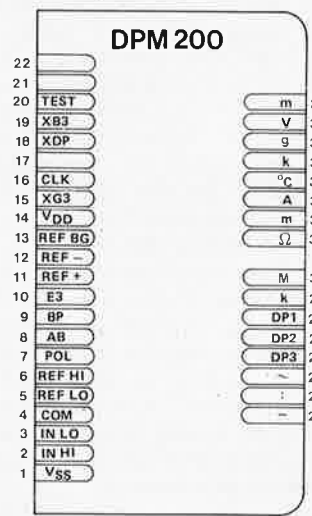 DPM 200
22
21
20 TEST
19 XB3
18 XDP
17
16 CLK
15 XG3
14 VDD
13 REF BG
12 REF –
11 REF +
10 E3
9 BP
8 AB
7 POL
6 REF HI
5 REF LO
4 COM
3 IN LO
2 IN HI
1 VSS
m
V
g
k
°C
A
m
Ω
M
k
DP1
DP2
DP3
~
:
–